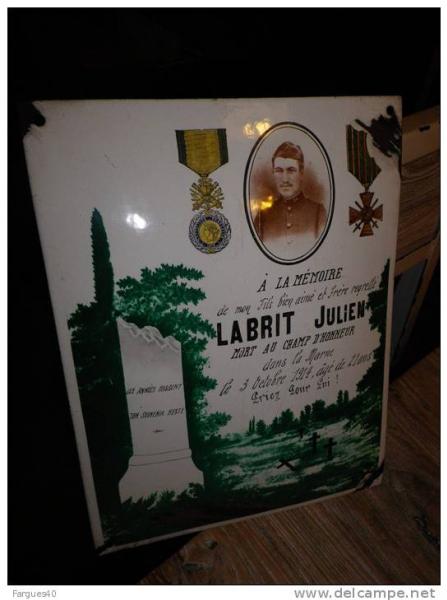 À LA MÉMOIRE
de mon Fils bien aimé et Frère regretté
LABRIT JULIEN
MORT AU CHAMP D'HONNEUR
dans la Marne
le 3 Octobre 1914, âgé de 21 ans
Priez Pour Lui !
LES ANNÉES PASSENT
TON SOUVENIR RESTE
Fargues40
delcampe.net